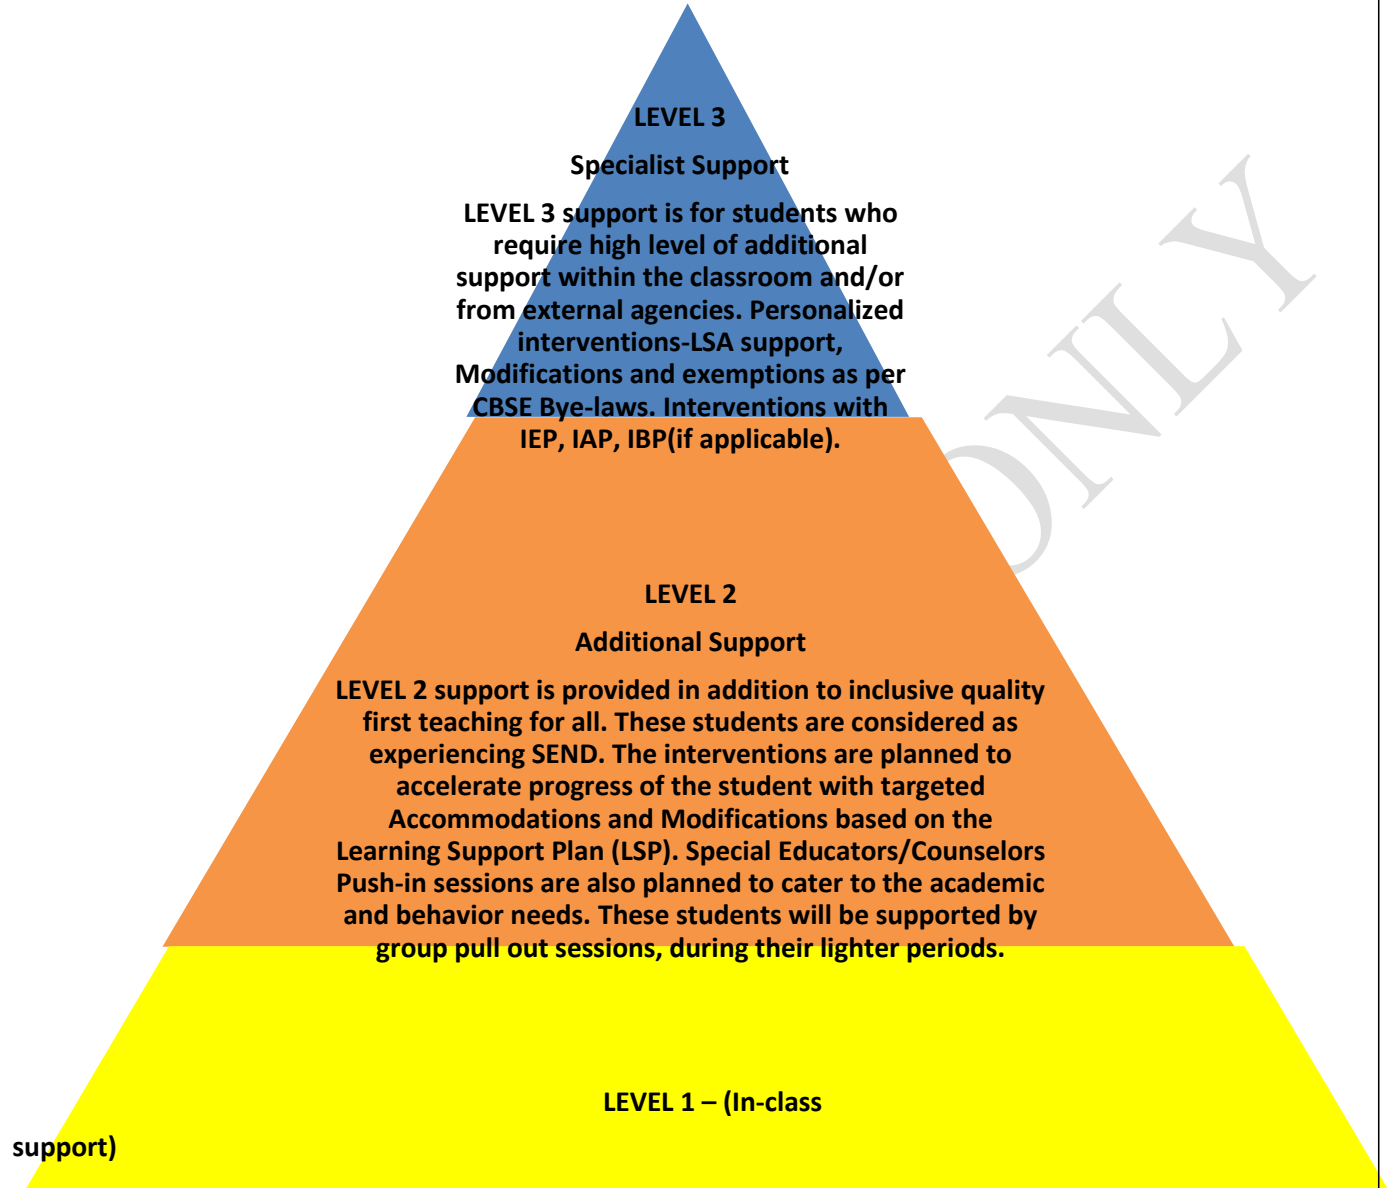 LEVEL 3
Specialist Support
LEVEL 3 support is for students who
require high level of additional
support within the classroom and/or
from external agencies. Personalized
interventions-LSA support,
Modifications and exemptions as per
CBSE Bye-laws. Interventions with
IEP, IAP, IBP(if applicable).
ONLY
LEVEL 2
Additional Support
LEVEL 2 support is provided in addition to inclusive quality
first teaching for all. These students are considered as
experiencing SEND. The interventions are planned to
accelerate progress of the student with targeted
Accommodations and Modifications based on the
Learning Support Plan (LSP). Special Educators/Counselors
Push-in sessions are also planned to cater to the academic
and behavior needs. These students will be supported by
group pull out sessions, during their lighter periods.
LEVEL 1 – (In-class
support)